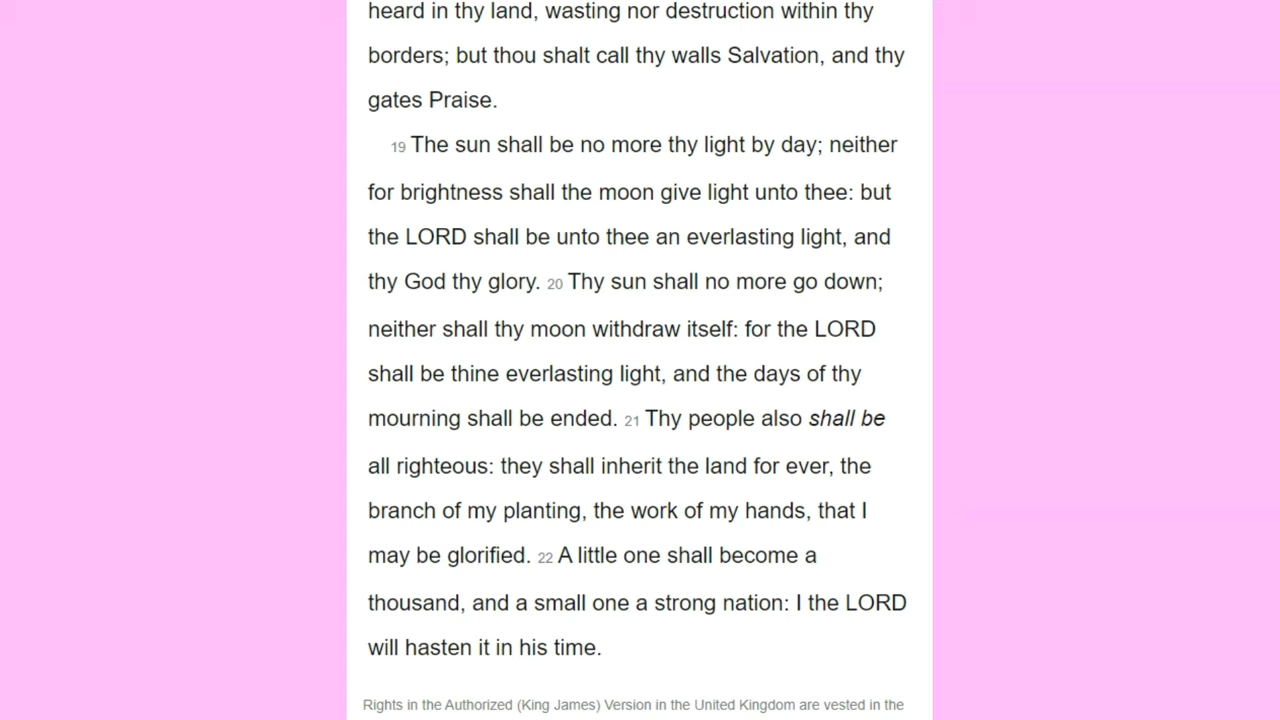 heard in thy land, wasting nor destruction within thy
borders; but thou shalt call thy walls Salvation, and thy
gates Praise.
19 The sun shall be no more thy light by day; neither
for brightness shall the moon give light unto thee: but
the LORD shall be unto thee an everlasting light, and
thy God thy glory. 20 Thy sun shall no more go down;
neither shall thy moon withdraw itself: for the LORD
shall be thine everlasting light, and the days of thy
mourning shall be ended. 21 Thy people also shall be
all righteous: they shall inherit the land for ever, the
branch of my planting, the work of my hands, that I
may be glorified. 22 A little one shall become a
thousand, and a small one a strong nation: I the LORD
will hasten it in his time.
Rights in the Authorized (King James) Version in the United Kingdom are vested in the